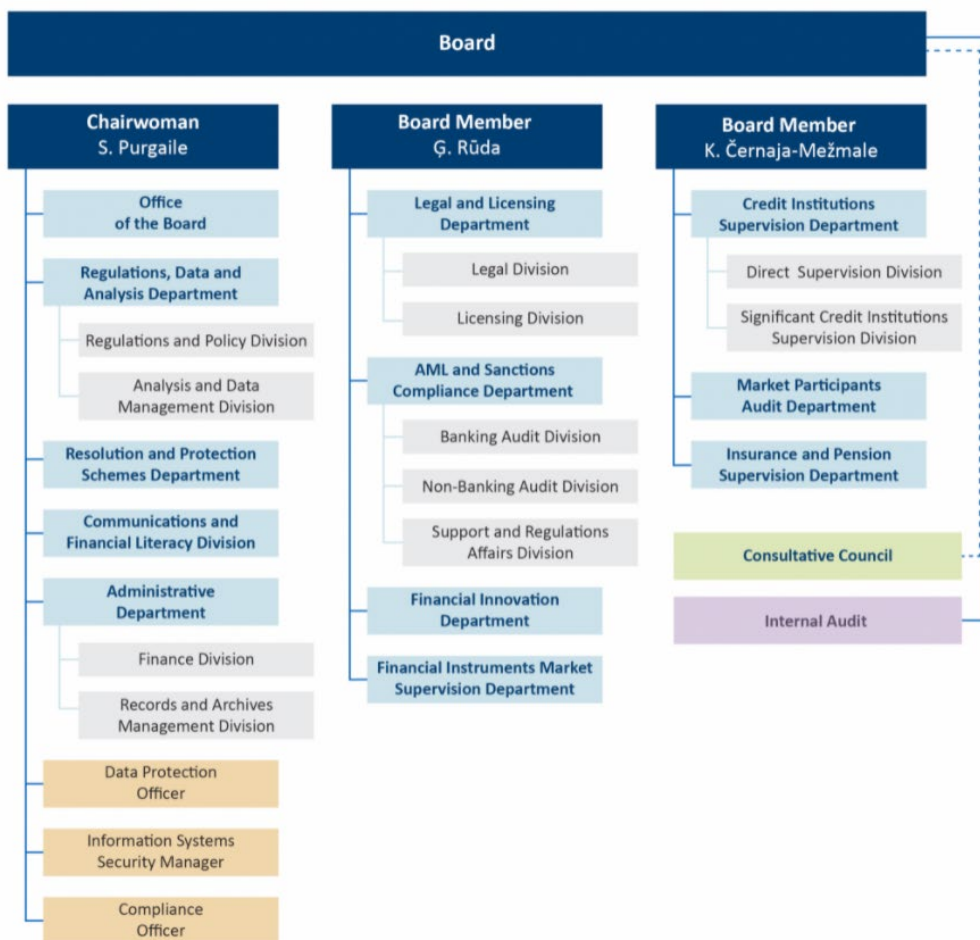 Board
Chairwoman
S. Purgaile
Office
of the Board
Regulations, Data and
Analysis Department
Regulations and Policy Division
Analysis and Data
Management Division
Resolution and Protection
Schemes Department
Communications and
Financial Literacy Division
Administrative
Department
Finance Division
Records and Archives
Management Division
Data Protection
Officer
Information Systems
Security Manager
Compliance
Officer
Board Member
Ģ. Rūda
Legal and Licensing
Department
Legal Division
Licensing Division
AML and Sanctions
Compliance Department
Banking Audit Division
Non-Banking Audit Division
Support and Regulations
Affairs Division
Financial Innovation
Department
Financial Instruments Market
Supervision Department
Board Member
K. Černaja-Mežmale
Credit Institutions
Supervision Department
Direct Supervision Division
Significant Credit Institutions
Supervision Division
Market Participants
Audit Department
Insurance and Pension
Supervision Department
Consultative Council
Internal Audit